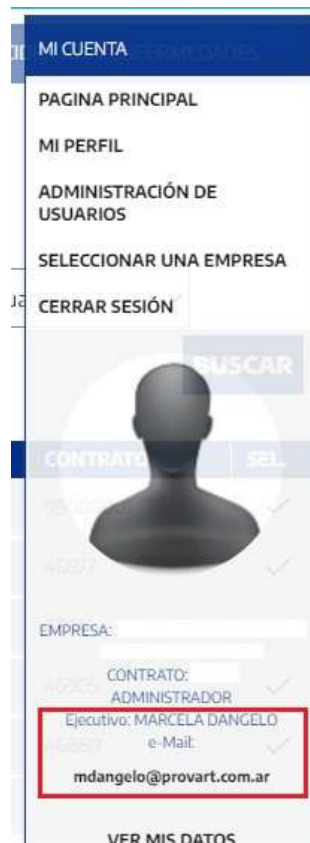 MI CUENTA
PAGINA PRINCIPAL
MI PERFIL
ADMINISTRACIÓN DE
USUARIOS
SELECCIONAR UNA EMPRESA
CERRAR SESIÓN
BUSCAR
CONTRATO SEL.
46877
EMPRESA:
CONTRATO:
ADMINISTRADOR
Ejecutivo: MARCELA DANGELO
e-Mail:
mdangelo@provart.com.ar
VER MIS DATOS